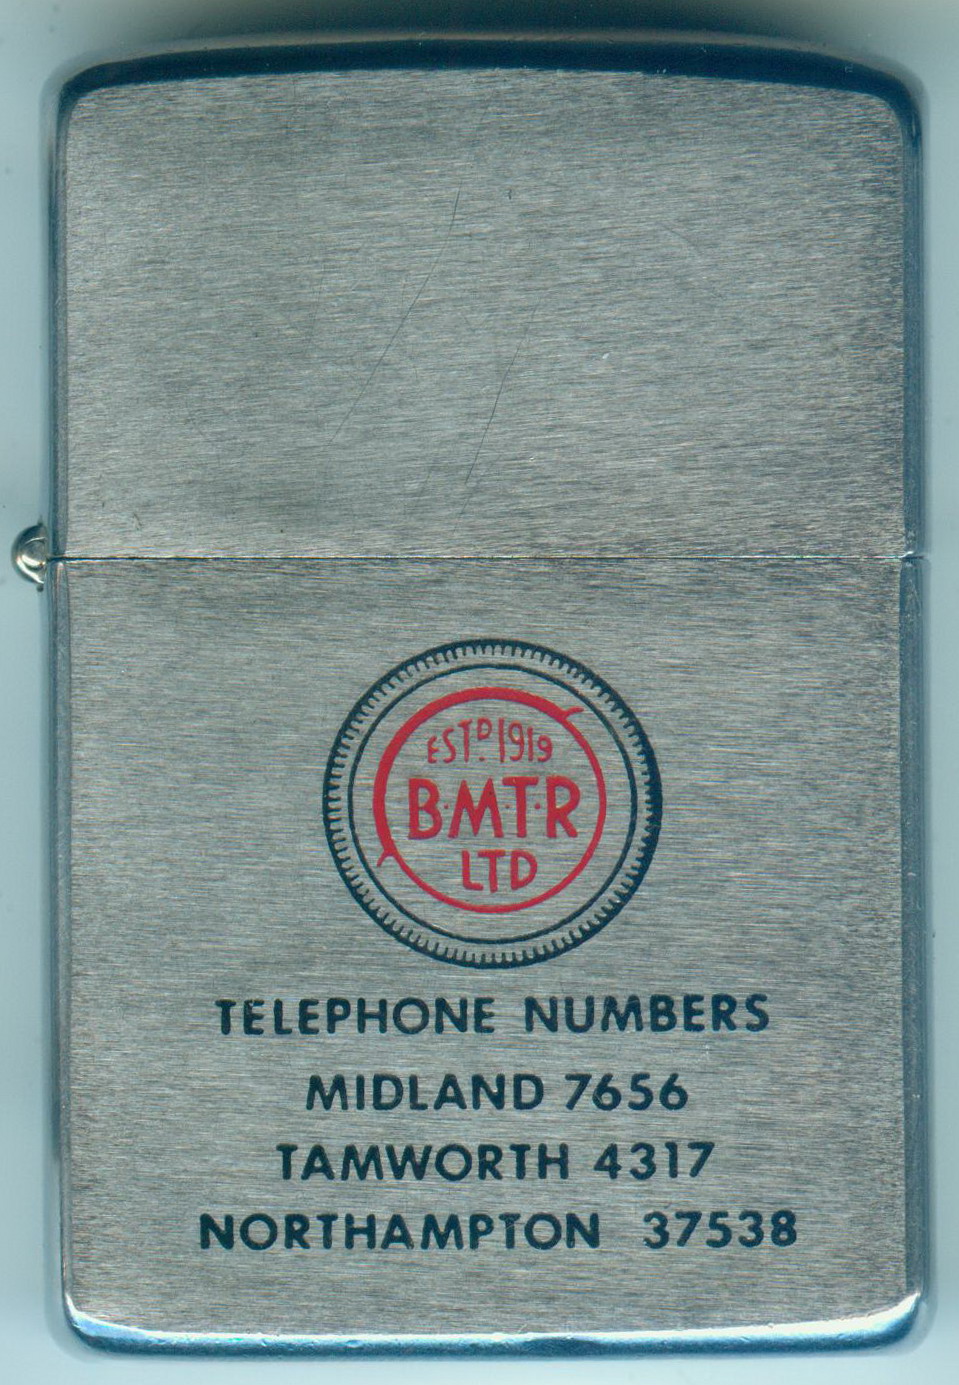 ESTD. 1919
B·M·T·R
LTD
TELEPHONE NUMBERS
MIDLAND 7656
TAMWORTH 4317
NORTHAMPTON 37538